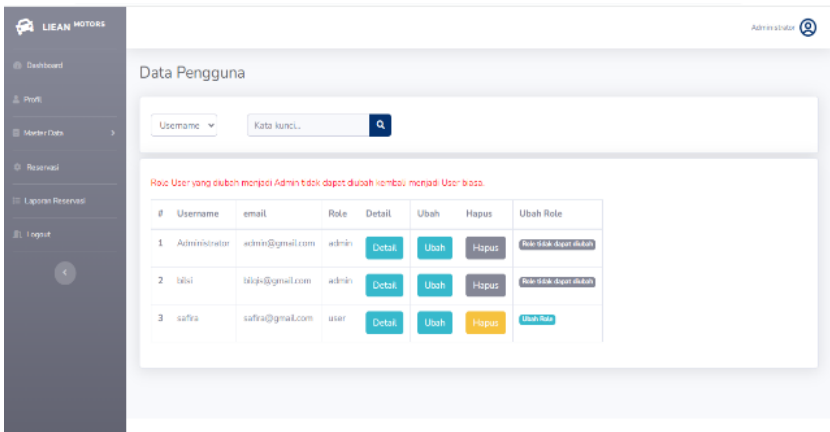 LIEAN MOTORS
Administrator
Dashboard
Profil
Master Data
Reservasi
Laporan Reservasi
Logout
Data Pengguna
Username
Kata kunci...
Role User yang diubah menjadi Admin tidak dapat diubah kembali menjadi User biasa.
# Username email Role Detail Ubah Hapus Ubah Role
1 Administrator admin@gmail.com admin Detail Ubah Hapus Role tidak dapat diubah
2 bilsi bilqis@gmail.com admin Detail Ubah Hapus Role tidak dapat diubah
3 safira safira@gmail.com user Detail Ubah Hapus Ubah Role